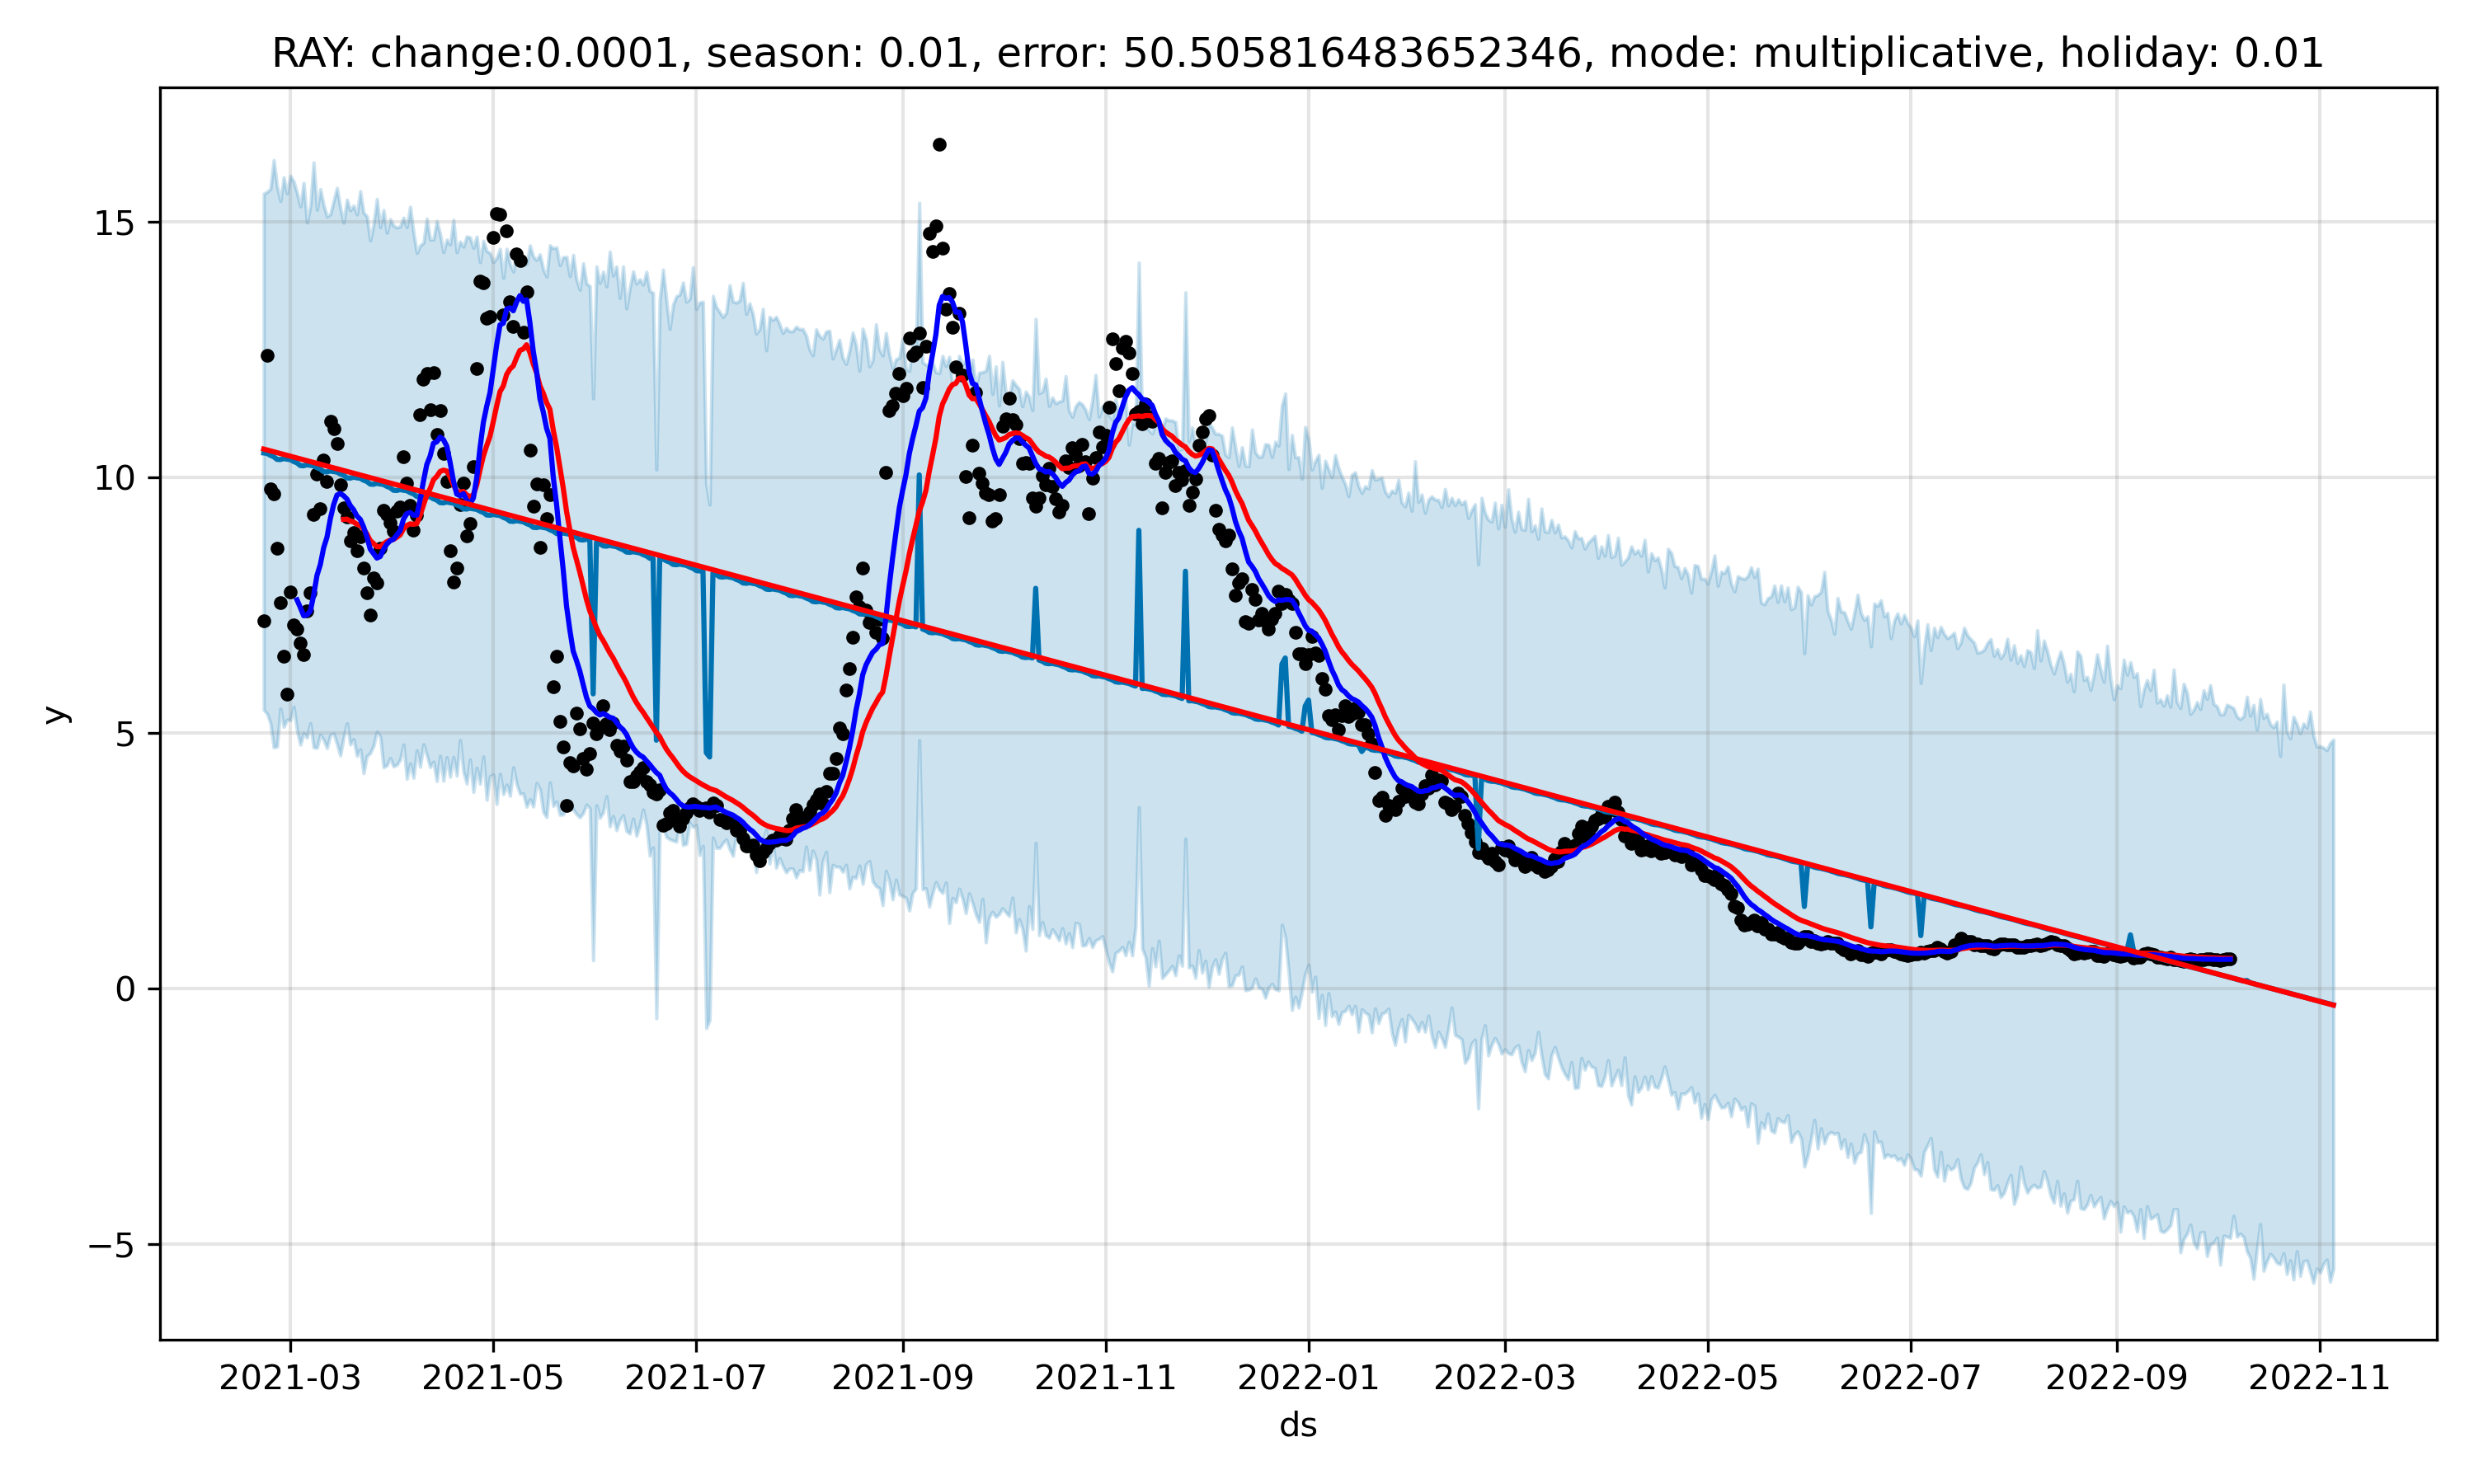 RAY: change:0.0001, season: 0.01, error: 50.505816483652346, mode: multiplicative, holiday: 0.01
15
10
5
0
−5
y
2021-03 2021-05 2021-07 2021-09 2021-11 2022-01 2022-03 2022-05 2022-07 2022-09 2022-11
ds